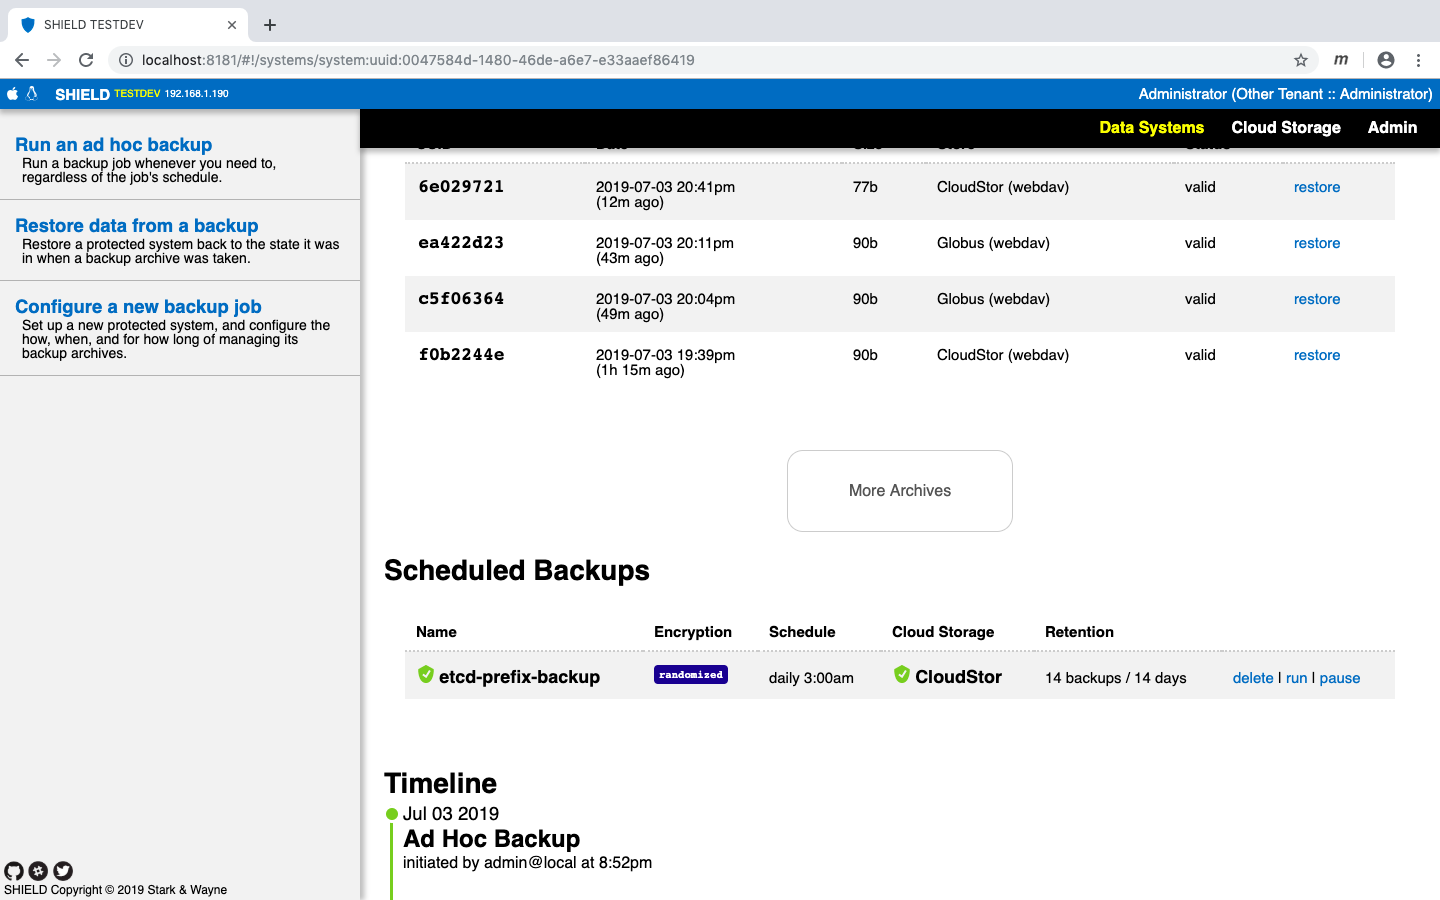 SHIELD TESTDEV
localhost:8181/#!/systems/system:uuid:0047584d-1480-46de-a6e7-e33aaef86419
m
SHIELD TESTDEV 192.168.1.190
Administrator (Other Tenant :: Administrator)
Data Systems Cloud Storage Admin
Run an ad hoc backup
Run a backup job whenever you need to,
regardless of the job's schedule.
Restore data from a backup
Restore a protected system back to the state it was
in when a backup archive was taken.
Configure a new backup job
Set up a new protected system, and configure the
how, when, and for how long of managing its
backup archives.
6e029721 2019-07-03 20:41pm 77b CloudStor (webdav) valid restore
(12m ago)
ea422d23 2019-07-03 20:11pm 90b Globus (webdav) valid restore
(43m ago)
c5f06364 2019-07-03 20:04pm 90b Globus (webdav) valid restore
(49m ago)
f0b2244e 2019-07-03 19:39pm 90b CloudStor (webdav) valid restore
(1h 15m ago)
More Archives
Scheduled Backups
Name Encryption Schedule Cloud Storage Retention
etcd-prefix-backup randomized daily 3:00am CloudStor 14 backups / 14 days delete | run | pause
Timeline
Jul 03 2019
Ad Hoc Backup
initiated by admin@local at 8:52pm
SHIELD Copyright © 2019 Stark & Wayne